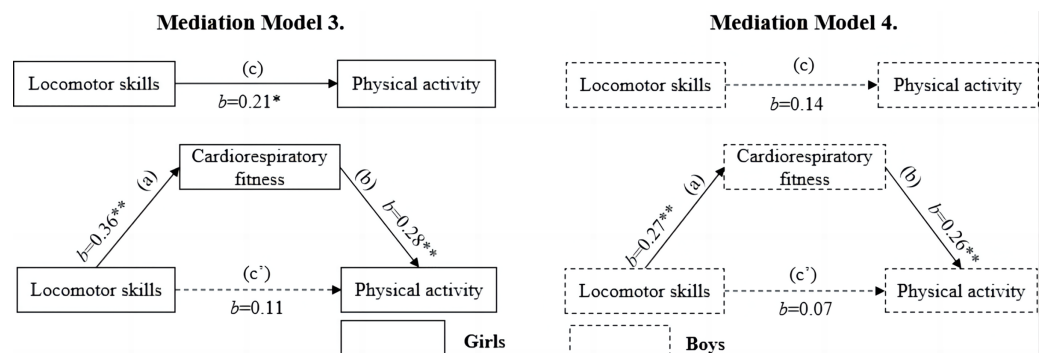 Mediation Model 3.
(c)
Locomotor skills
Physical activity
b=0.21*
Cardiorespiratory
fitness
(a)
(b)
b=0.36**
b=0.28**
(c’)
Locomotor skills
Physical activity
b=0.11
Girls
Mediation Model 4.
(c)
Locomotor skills
Physical activity
b=0.14
Cardiorespiratory
fitness
(a)
(b)
b=0.27**
b=0.26**
(c’)
Locomotor skills
Physical activity
b=0.07
Boys